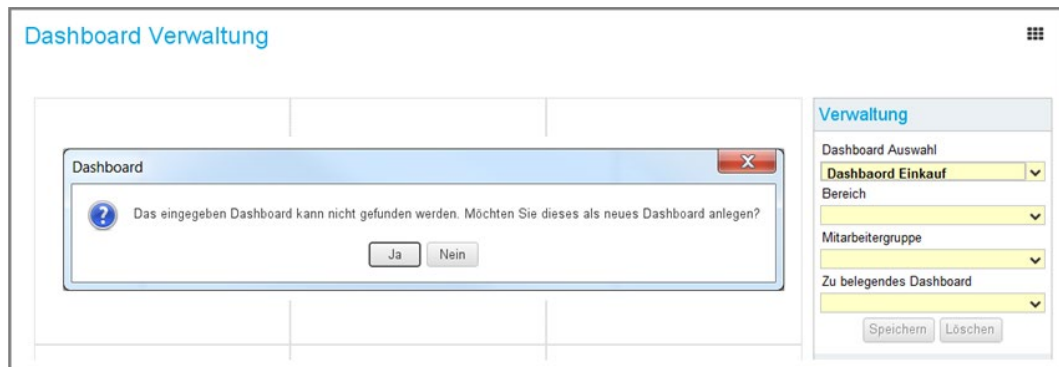 Dashboard Verwaltung
Verwaltung
Dashboard Auswahl
Dashbaord Einkauf
Bereich
Mitarbeitergruppe
Zu belegendes Dashboard
Speichern Löschen
Dashboard
Das eingegeben Dashboard kann nicht gefunden werden. Möchten Sie dieses als neues Dashboard anlegen?
Ja Nein